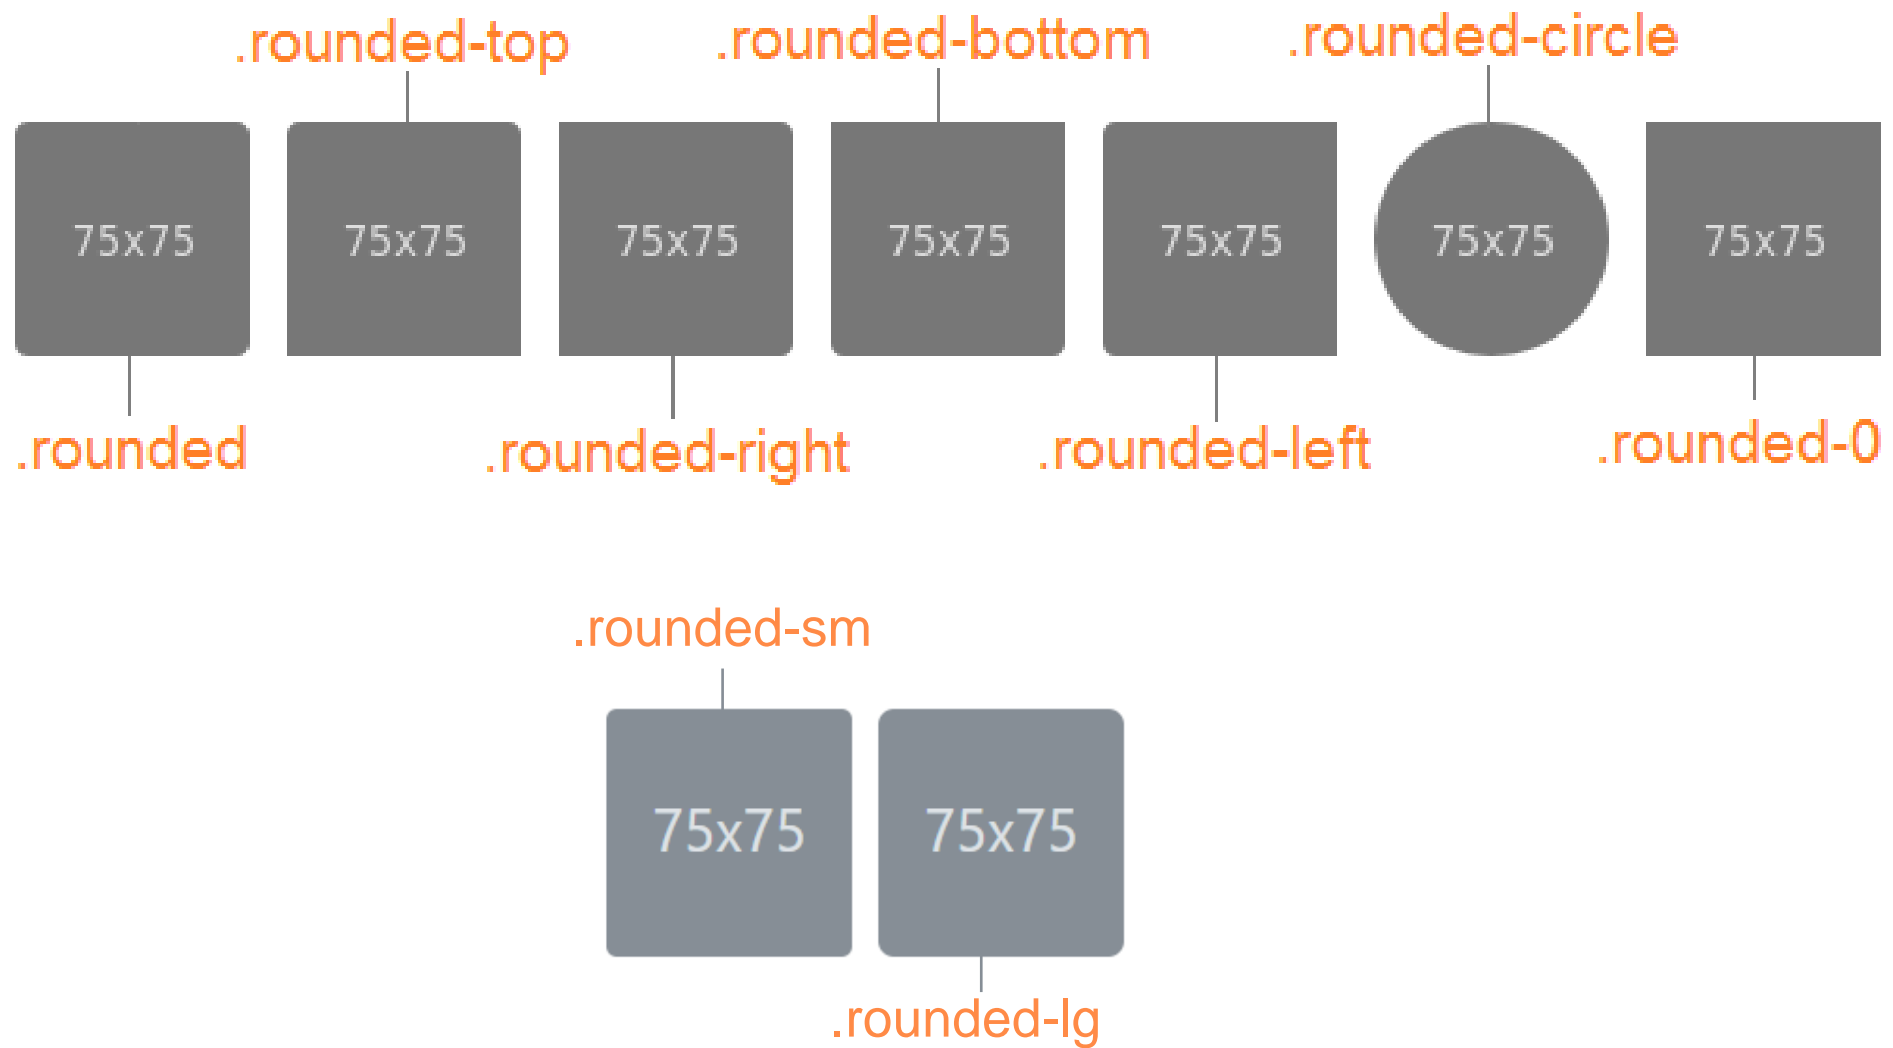 .rounded-top
.rounded-bottom
.rounded-circle
75x75
75x75
75x75
75x75
75x75
75x75
75x75
.rounded
.rounded-right
.rounded-left
.rounded-0
.rounded-sm
75x75
75x75
.rounded-lg